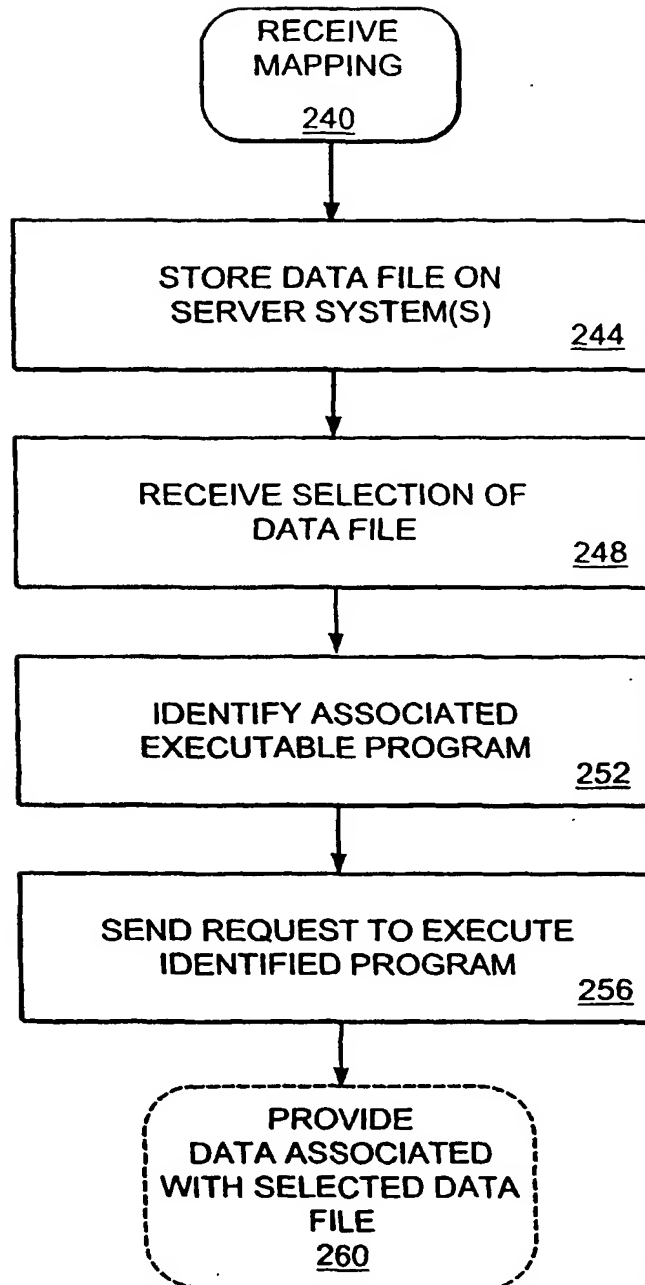 RECEIVE
MAPPING
240
STORE DATA FILE ON
SERVER SYSTEM(S)
244
RECEIVE SELECTION OF
DATA FILE
248
IDENTIFY ASSOCIATED
EXECUTABLE PROGRAM
252
SEND REQUEST TO EXECUTE
IDENTIFIED PROGRAM
256
PROVIDE
DATA ASSOCIATED
WITH SELECTED DATA
FILE
260